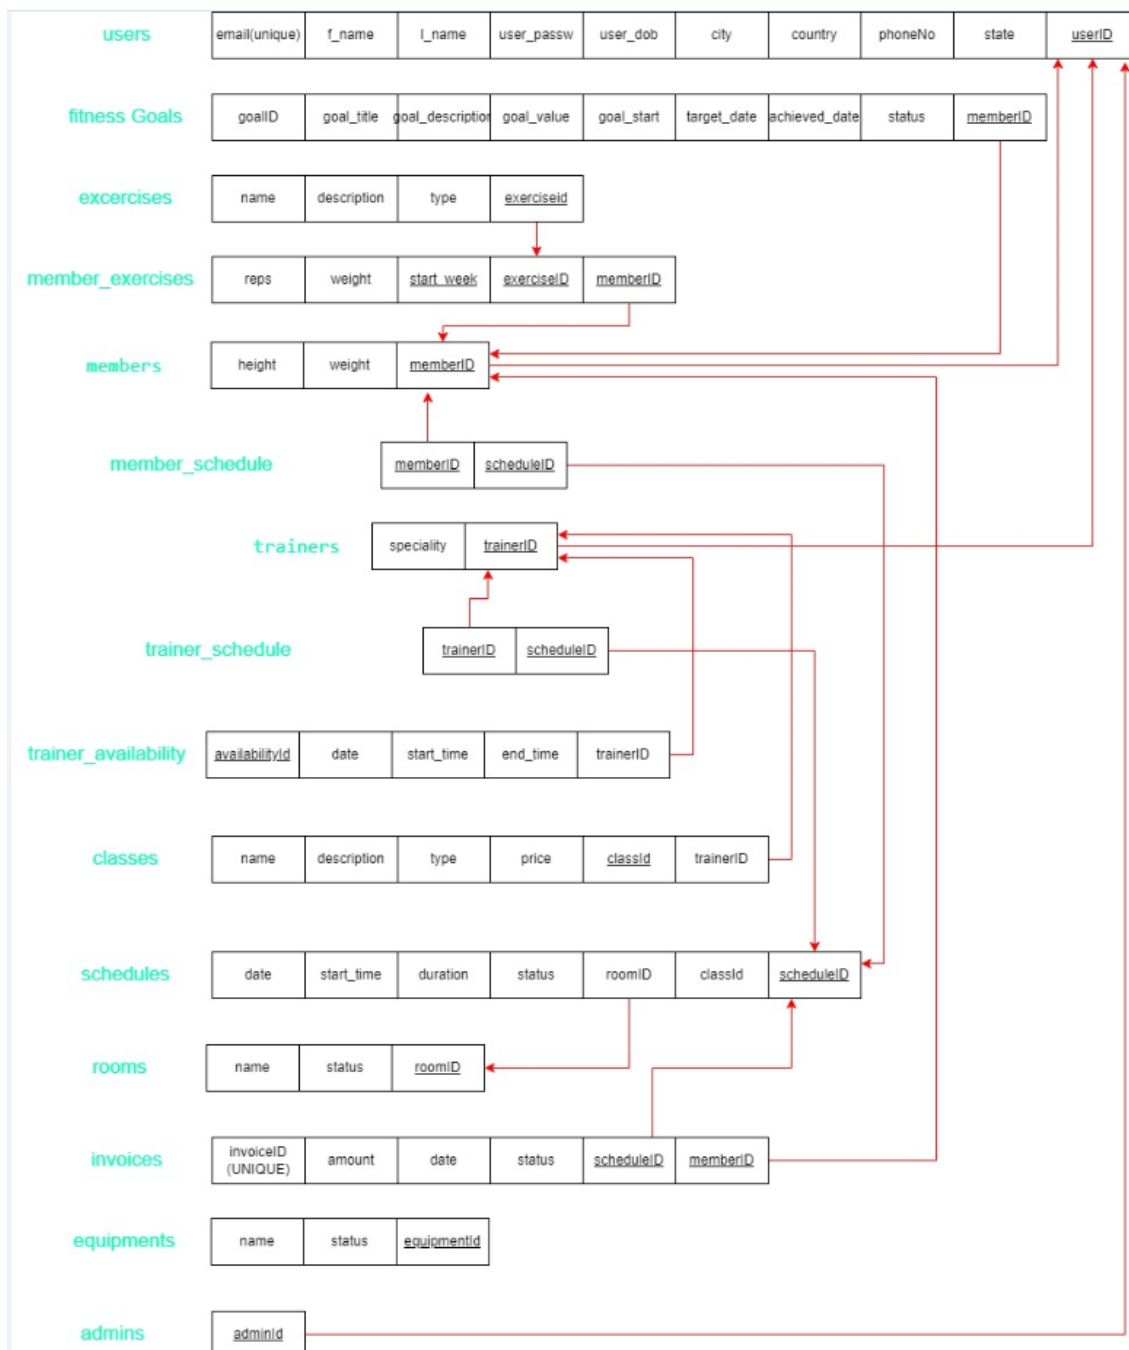 users email(unique) f_name l_name user_passw user_dob city country phoneNo state userID
fitness Goals goalID goal_title goal_description goal_value goal_start target_date achieved_date status memberID
excercises name description type exerciseid
member_exercises reps weight start_week exerciseID memberID
members height weight memberID
member_schedule memberID scheduleID
trainers speciality trainerID
trainer_schedule trainerID scheduleID
trainer_availability availabilityId date start_time end_time trainerID
classes name description type price classId trainerID
schedules date start_time duration status roomID classId scheduleID
rooms name status roomID
invoices invoiceID (UNIQUE) amount date status scheduleID memberID
equipments name status equipmentId
admins adminId